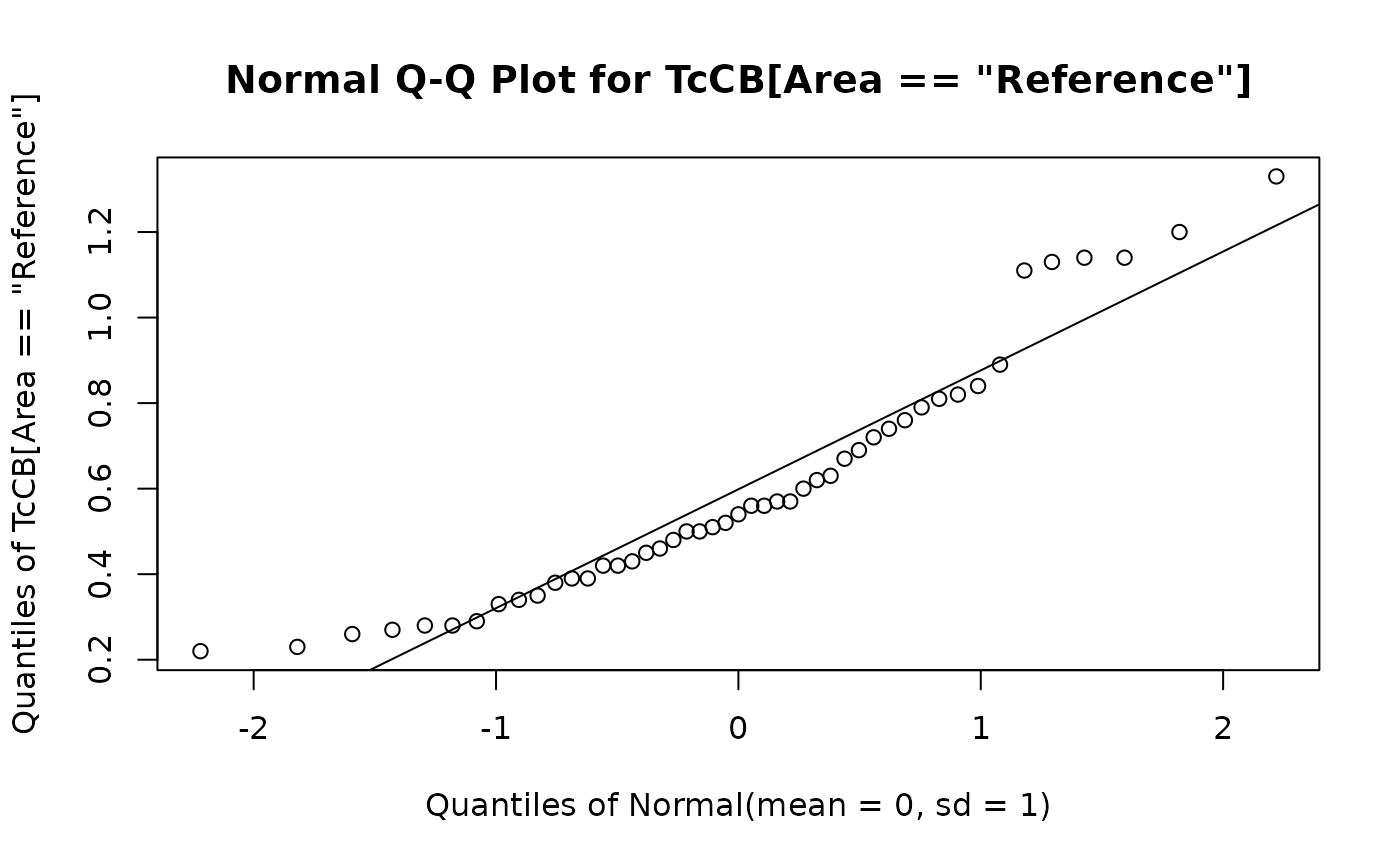 Normal Q-Q Plot for TcCB[Area == "Reference"]
Quantiles of TcCB[Area == "Reference"]
1.2
1.0
0.8
0.6
0.4
0.2
-2 -1 0 1 2
Quantiles of Normal(mean = 0, sd = 1)